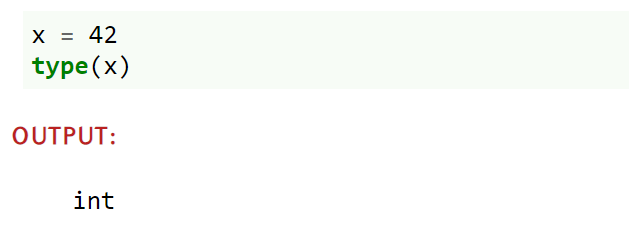 x = 42
type(x)
OUTPUT:
int